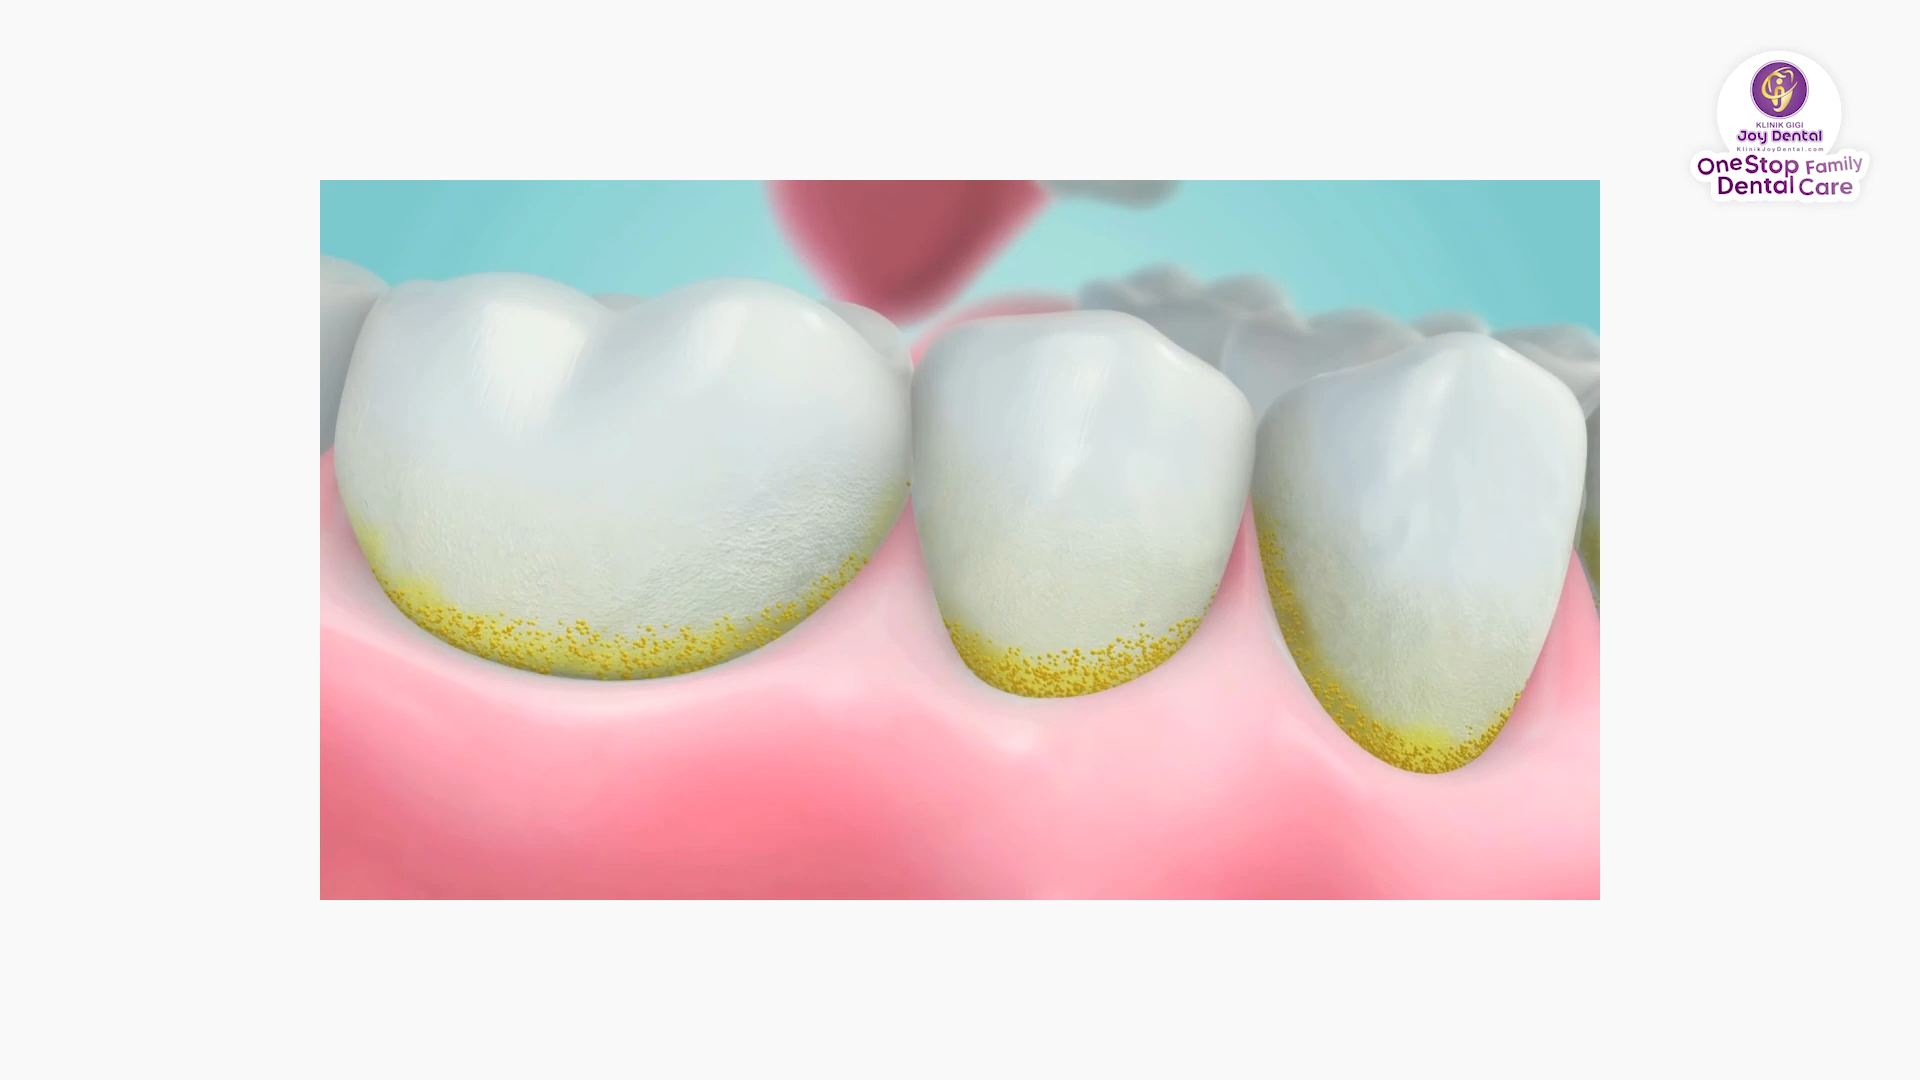 KLINIK GIGI
Joy Dental
KlinikJoyDental.com
OneStop Family
Dental Care